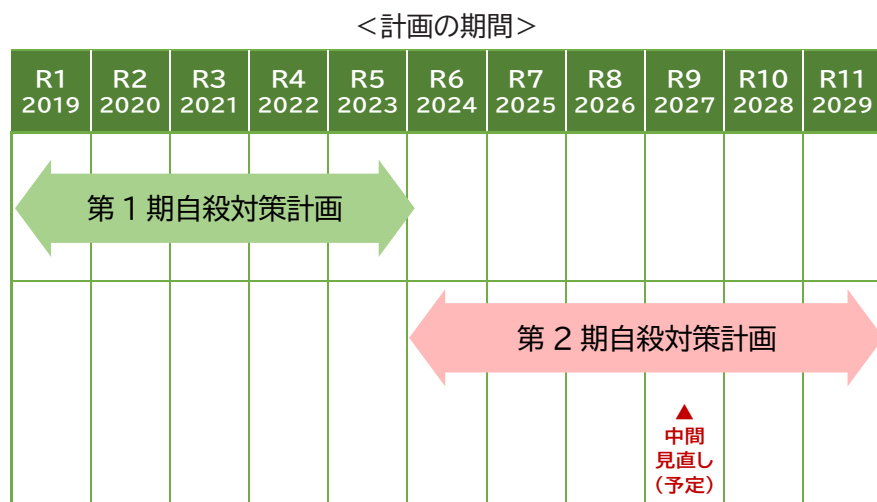 ＜計画の期間＞
R1 R2 R3 R4 R5 R6 R7 R8 R9 R10 R11
2019 2020 2021 2022 2023 2024 2025 2026 2027 2028 2029
第1期自殺対策計画
第2期自殺対策計画
▲
中間
見直し
（予定）